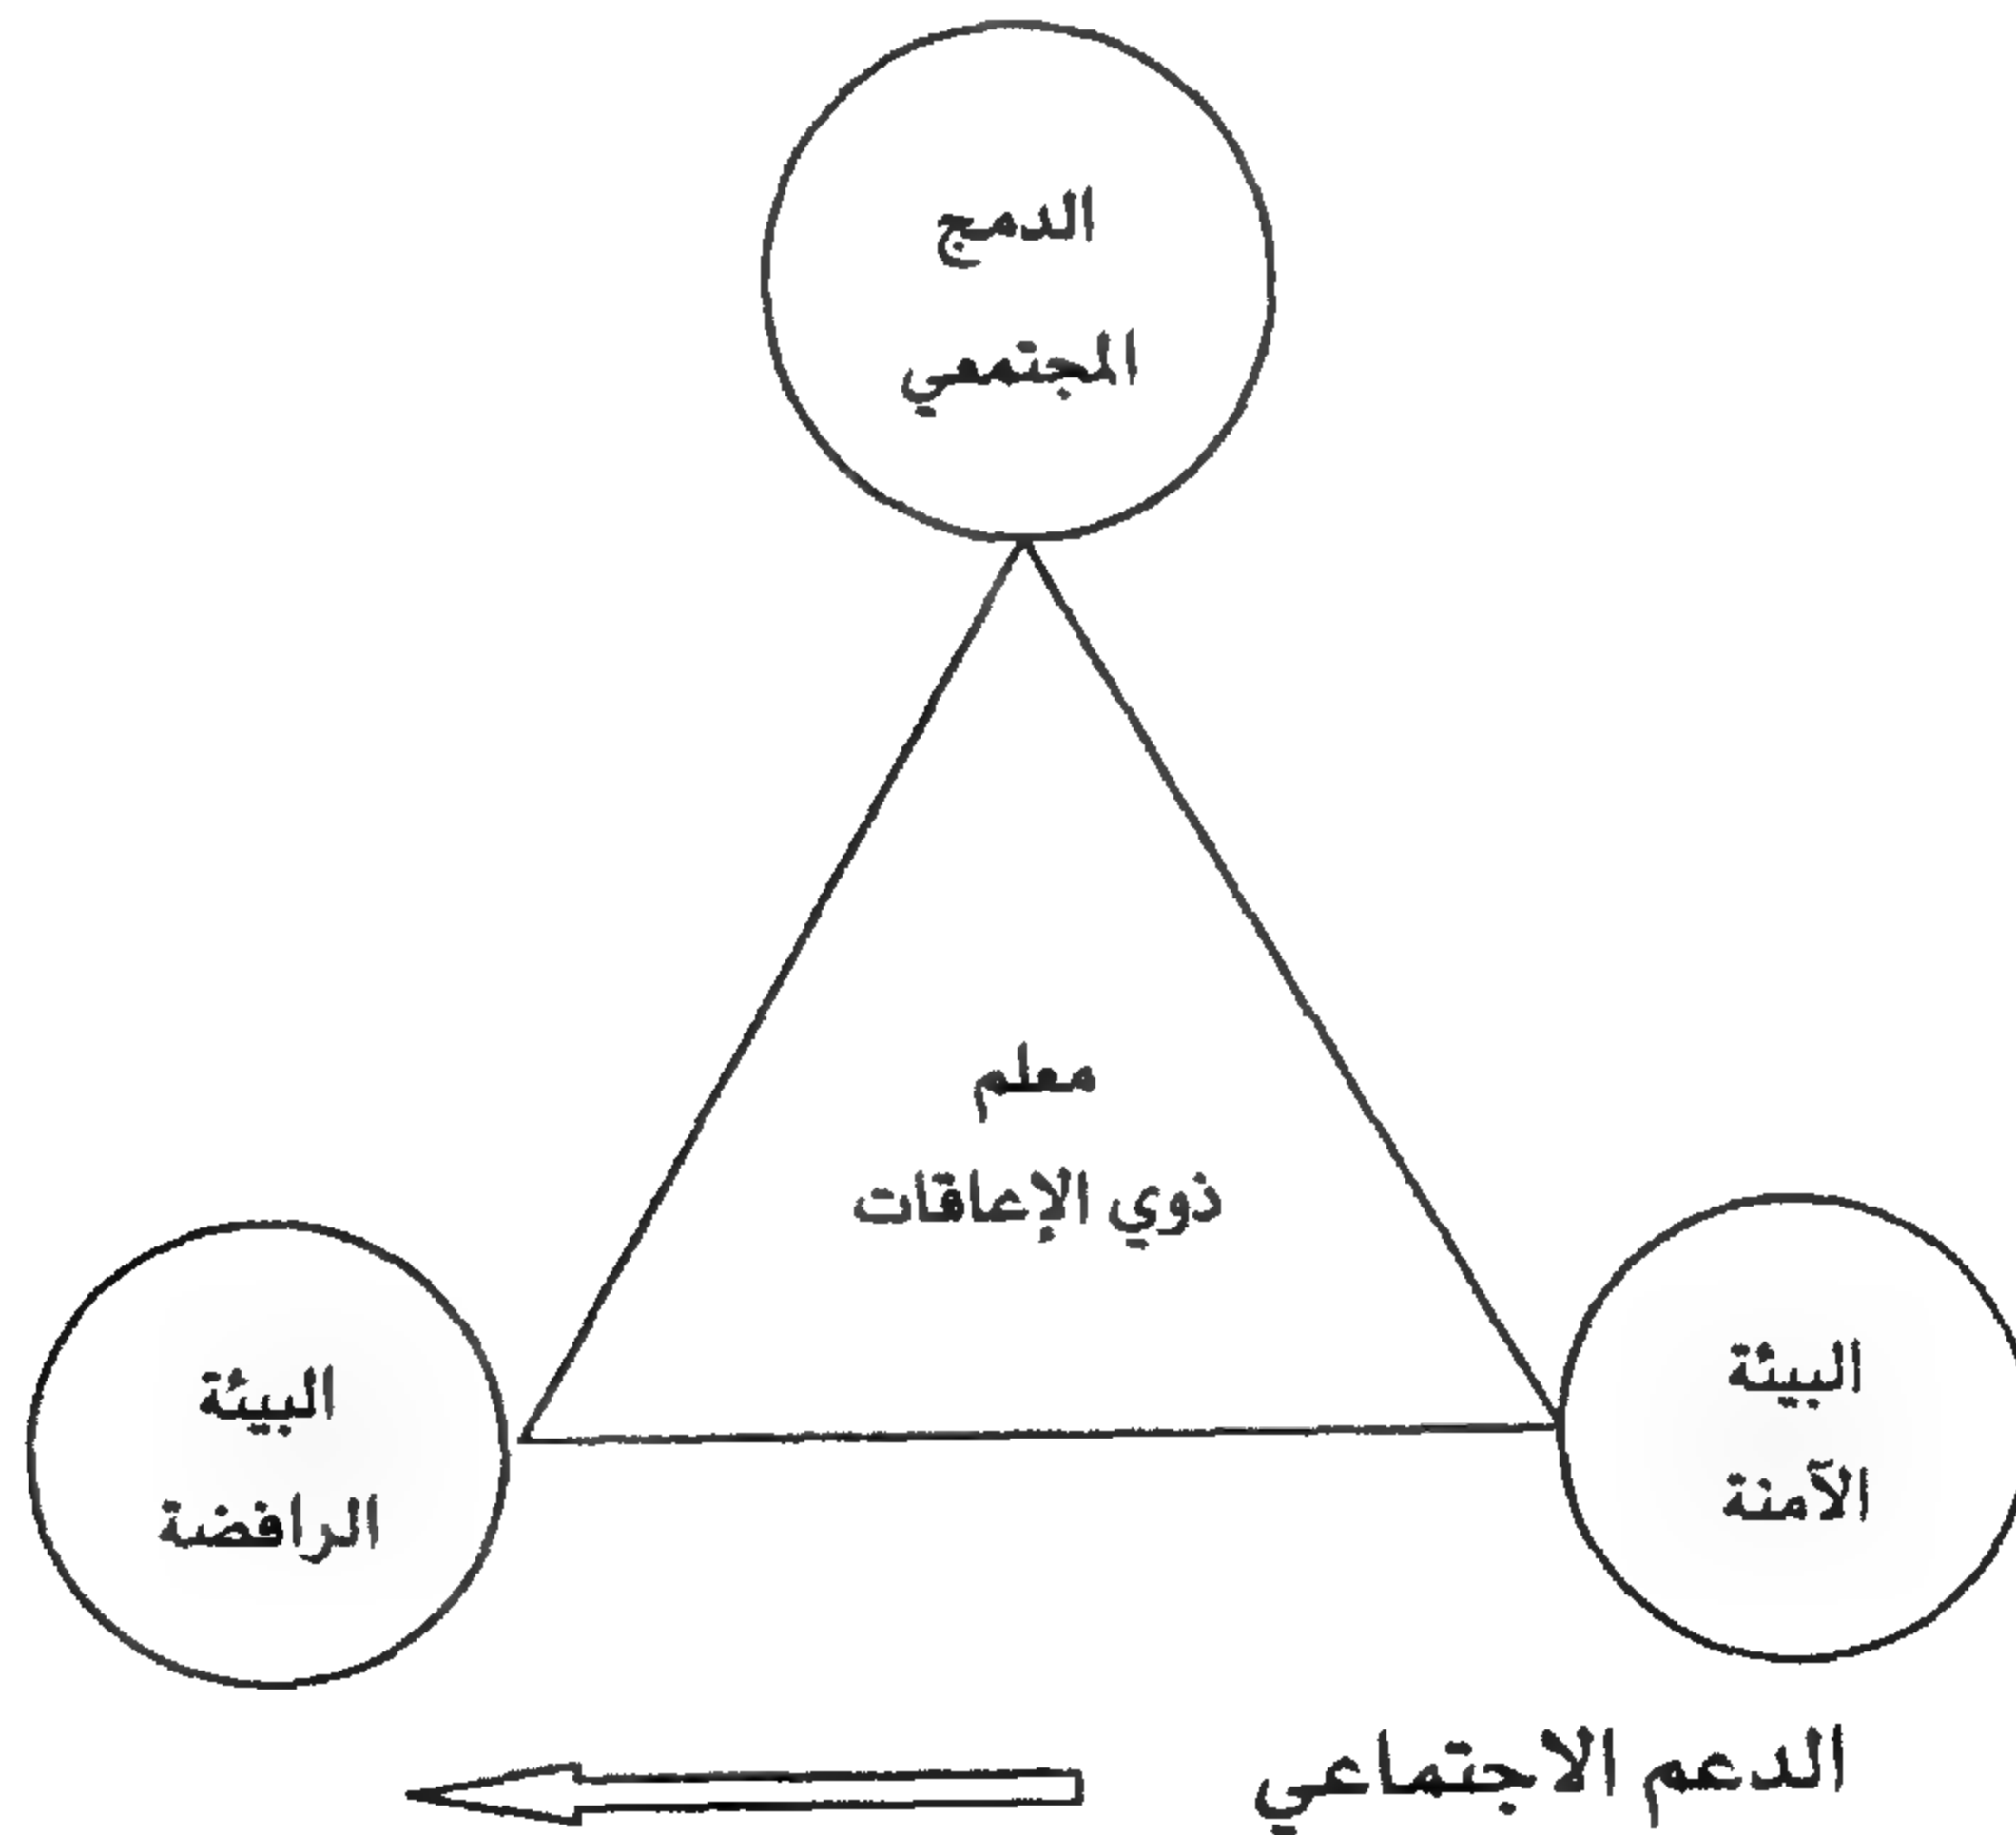 الدمج
المجتمعي
معلم
ذوي الإعاقات
البيئة
الآمنة
البيئة
الرافضة
الدعم الاجتماعي